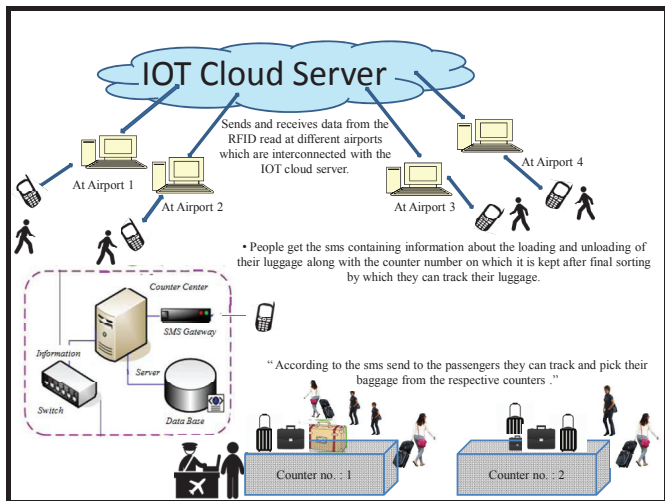 IOT Cloud Server
Sends and receives data from the
RFID read at different airports
which are interconnected with the
IOT cloud server.
At Airport 1
At Airport 2
At Airport 3
At Airport 4
• People get the sms containing information about the loading and unloading of
their luggage along with the counter number on which it is kept after final sorting
by which they can track their luggage.
Counter Center
SMS Gateway
Information
Server
Switch
Data Base
“ According to the sms send to the passengers they can track and pick their
baggage from the respective counters .”
Counter no. : 1
Counter no. : 2